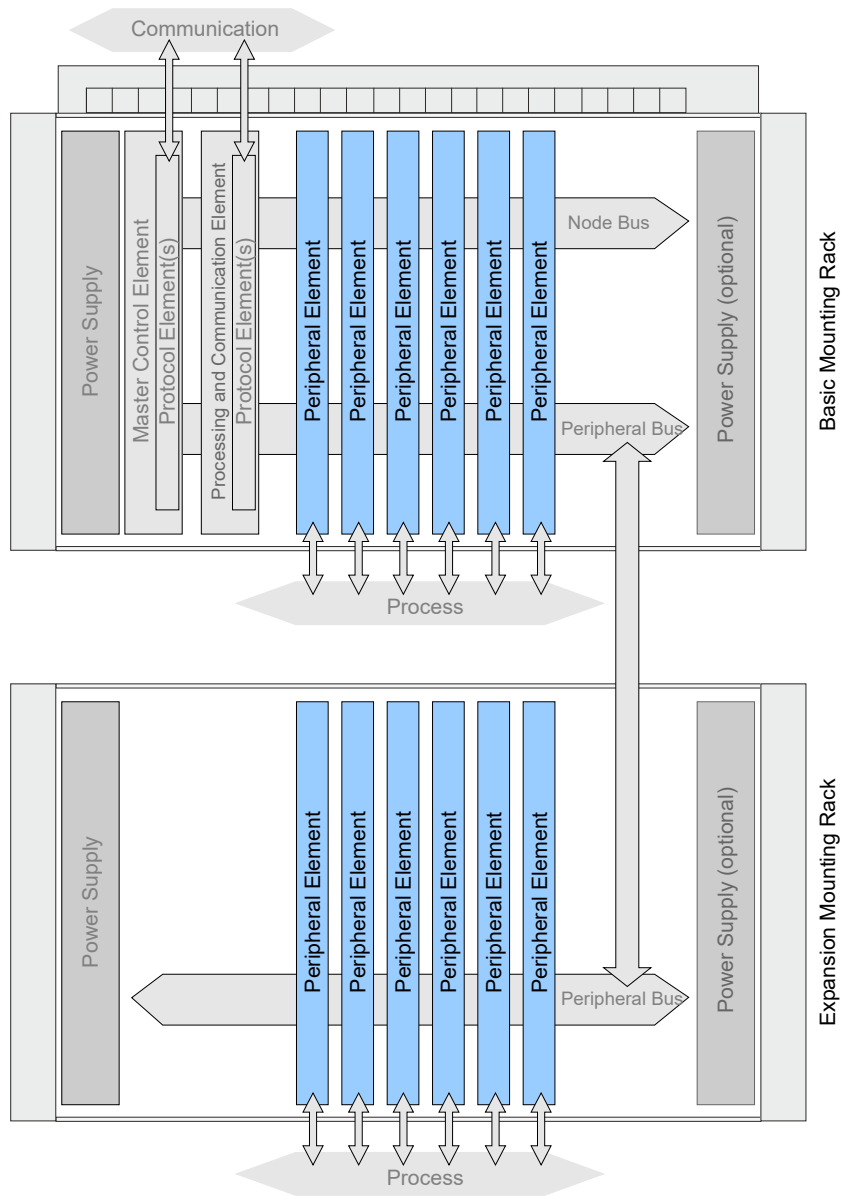 Communication
Power Supply
Master Control Element
Protocol Element(s)
Processing and Communication Element
Protocol Element(s)
Peripheral Element
Peripheral Element
Peripheral Element
Peripheral Element
Peripheral Element
Peripheral Element
Node Bus
Peripheral Bus
Power Supply (optional)
Basic Mounting Rack
Process
Power Supply
Peripheral Element
Peripheral Element
Peripheral Element
Peripheral Element
Peripheral Element
Peripheral Element
Peripheral Bus
Power Supply (optional)
Expansion Mounting Rack
Process